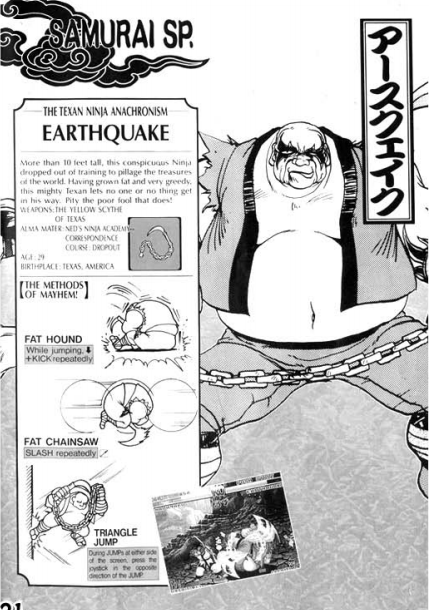 SAMURAI SP.
アースクェイク
THE TEXAN NINJA ANACHRONISM
EARTHQUAKE
More than 10 feet tall, this conspicuous Ninja
dropped out of training to pillage the treasures
of the world. Having grown fat and very greedy,
this mighty Texan lets no one or no thing get
in his way. Pity the poor fool that does!
WEAPONS: THE YELLOW SCYTHE
OF TEXAS
ALMA MATER: NED'S NINJA ACADEMY
CORRESPONDENCE
COURSE: DROPOUT
AGE: 29
BIRTHPLACE: TEXAS, AMERICA
【THE METHODS
OF MAYHEM!】
FAT HOUND
While jumping, ⬇
+KICK repeatedly
FAT CHAINSAW
SLASH repeatedly
TRIANGLE
JUMP
During JUMPs at either side
of the screen, press the
joystick in the opposite
direction of the JUMP.
21